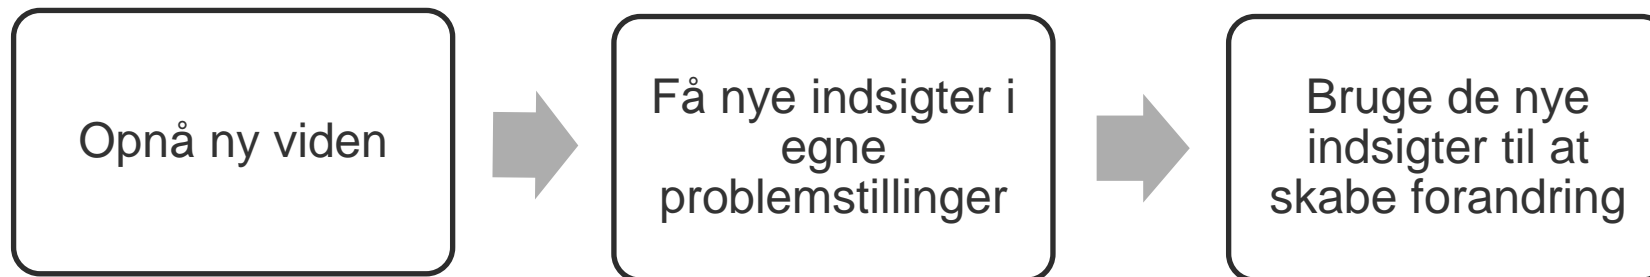 Opnå ny viden
Få nye indsigter i
egne
problemstillinger
Bruge de nye
indsigter til at
skabe forandring